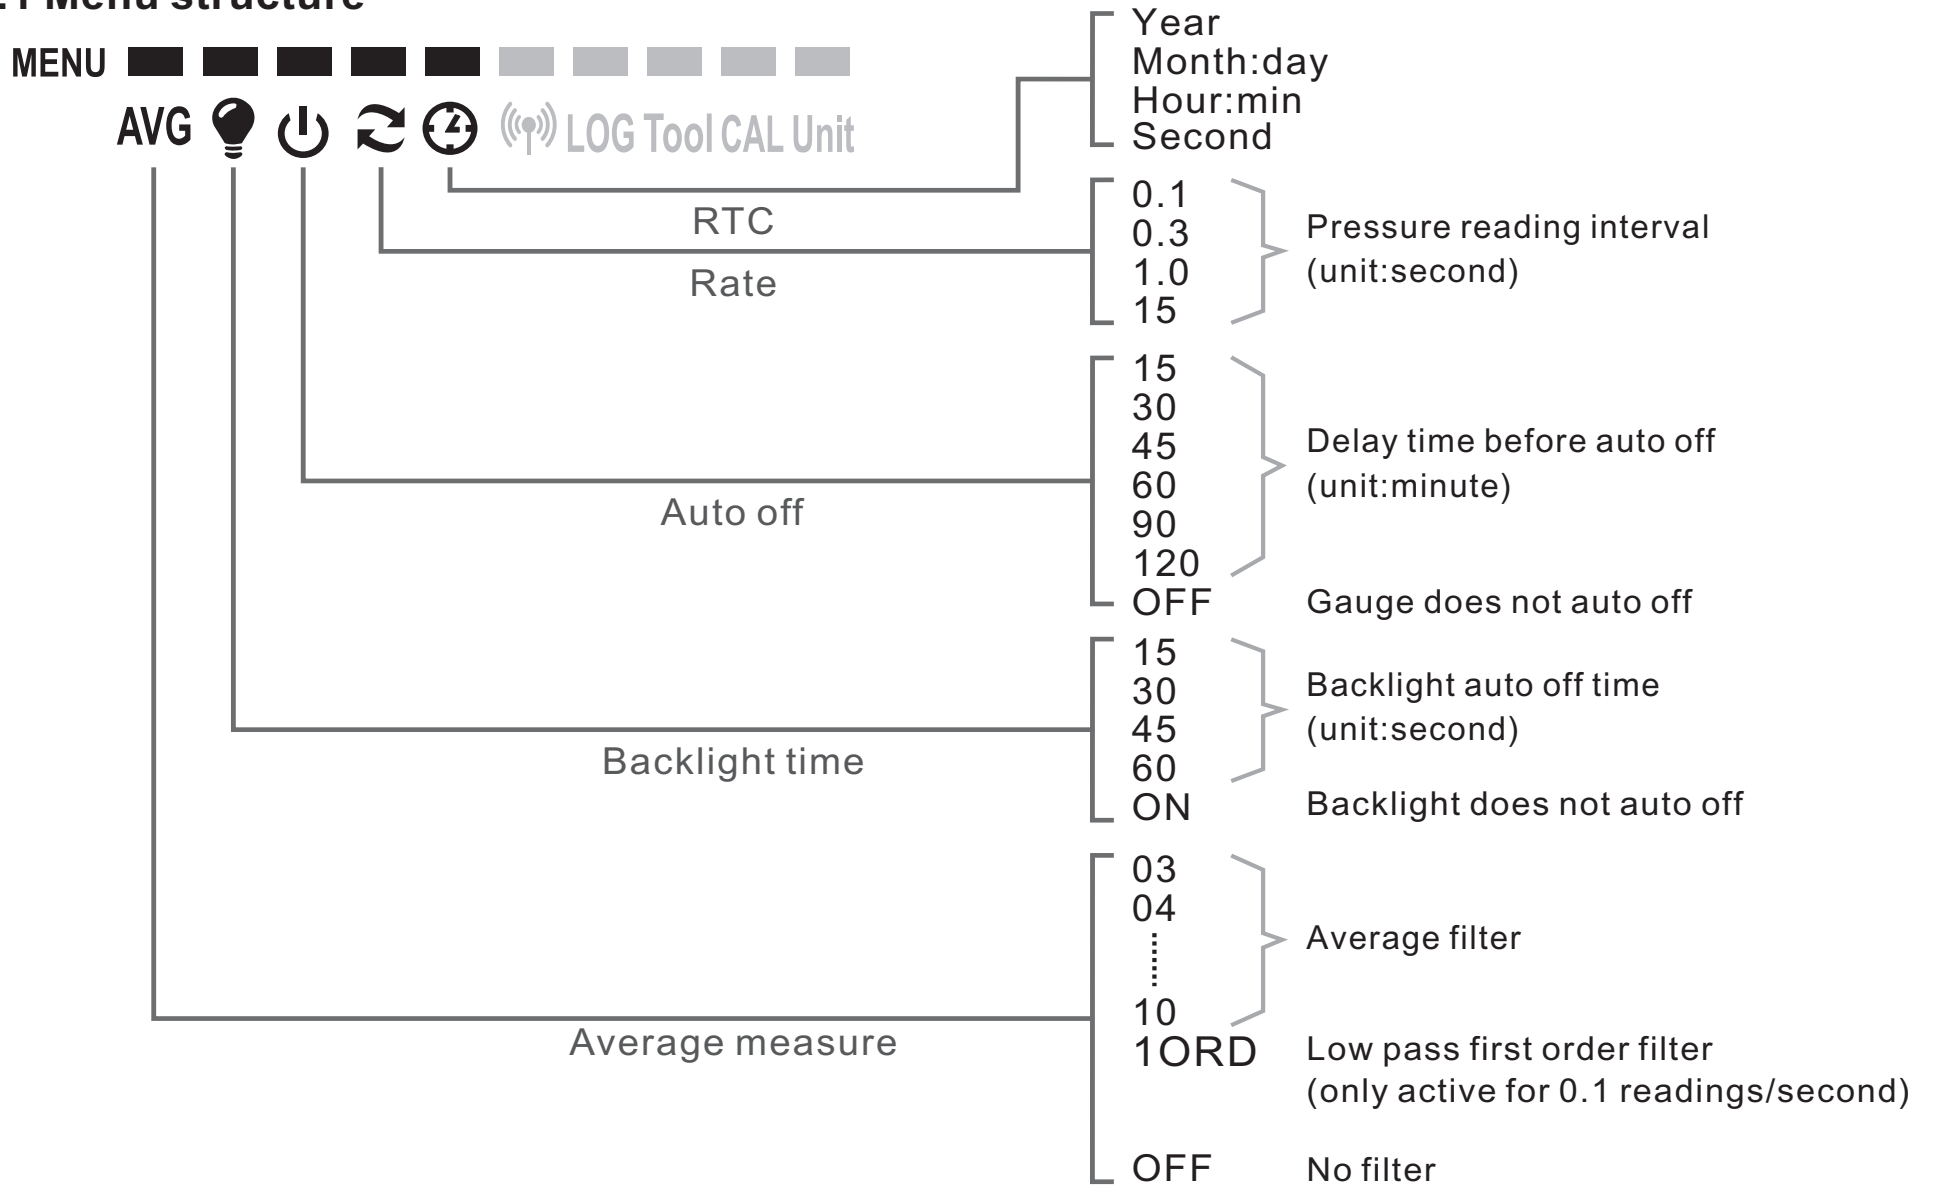 Menu structure
MENU
AVG LOG Tool CAL Unit
RTC
Rate
Auto off
Backlight time
Average measure
Year
Month:day
Hour:min
Second
0.1
0.3
1.0
15
Pressure reading interval
(unit:second)
15
30
45
60
90
120
Delay time before auto off
(unit:minute)
OFF Gauge does not auto off
15
30
45
60
Backlight auto off time
(unit:second)
ON Backlight does not auto off
03
04
10
Average filter
1ORD Low pass first order filter
(only active for 0.1 readings/second)
OFF No filter